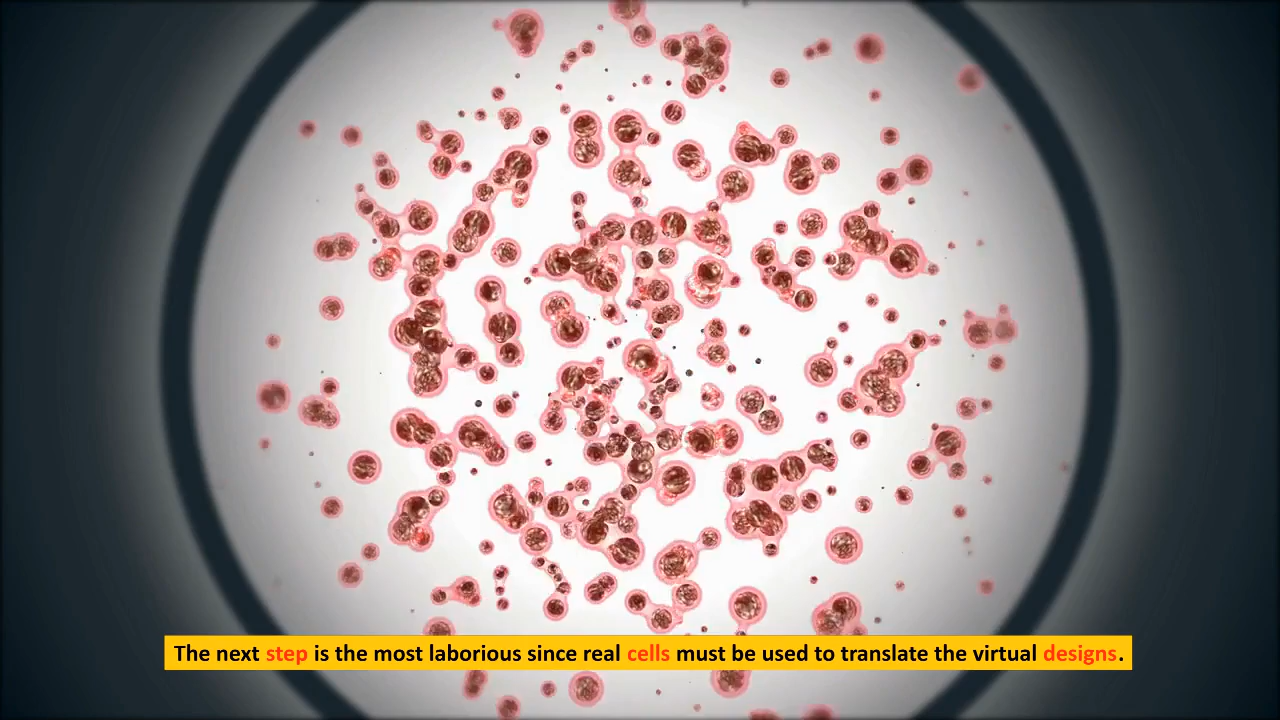 The next step is the most laborious since real cells must be used to translate the virtual designs.